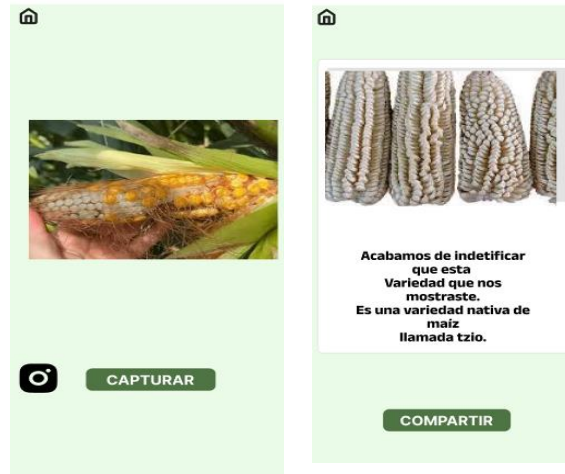 CAPTURAR
Acabamos de indetificar
que esta
Variedad que nos
mostraste.
Es una variedad nativa de
maíz
llamada tzio.
COMPARTIR